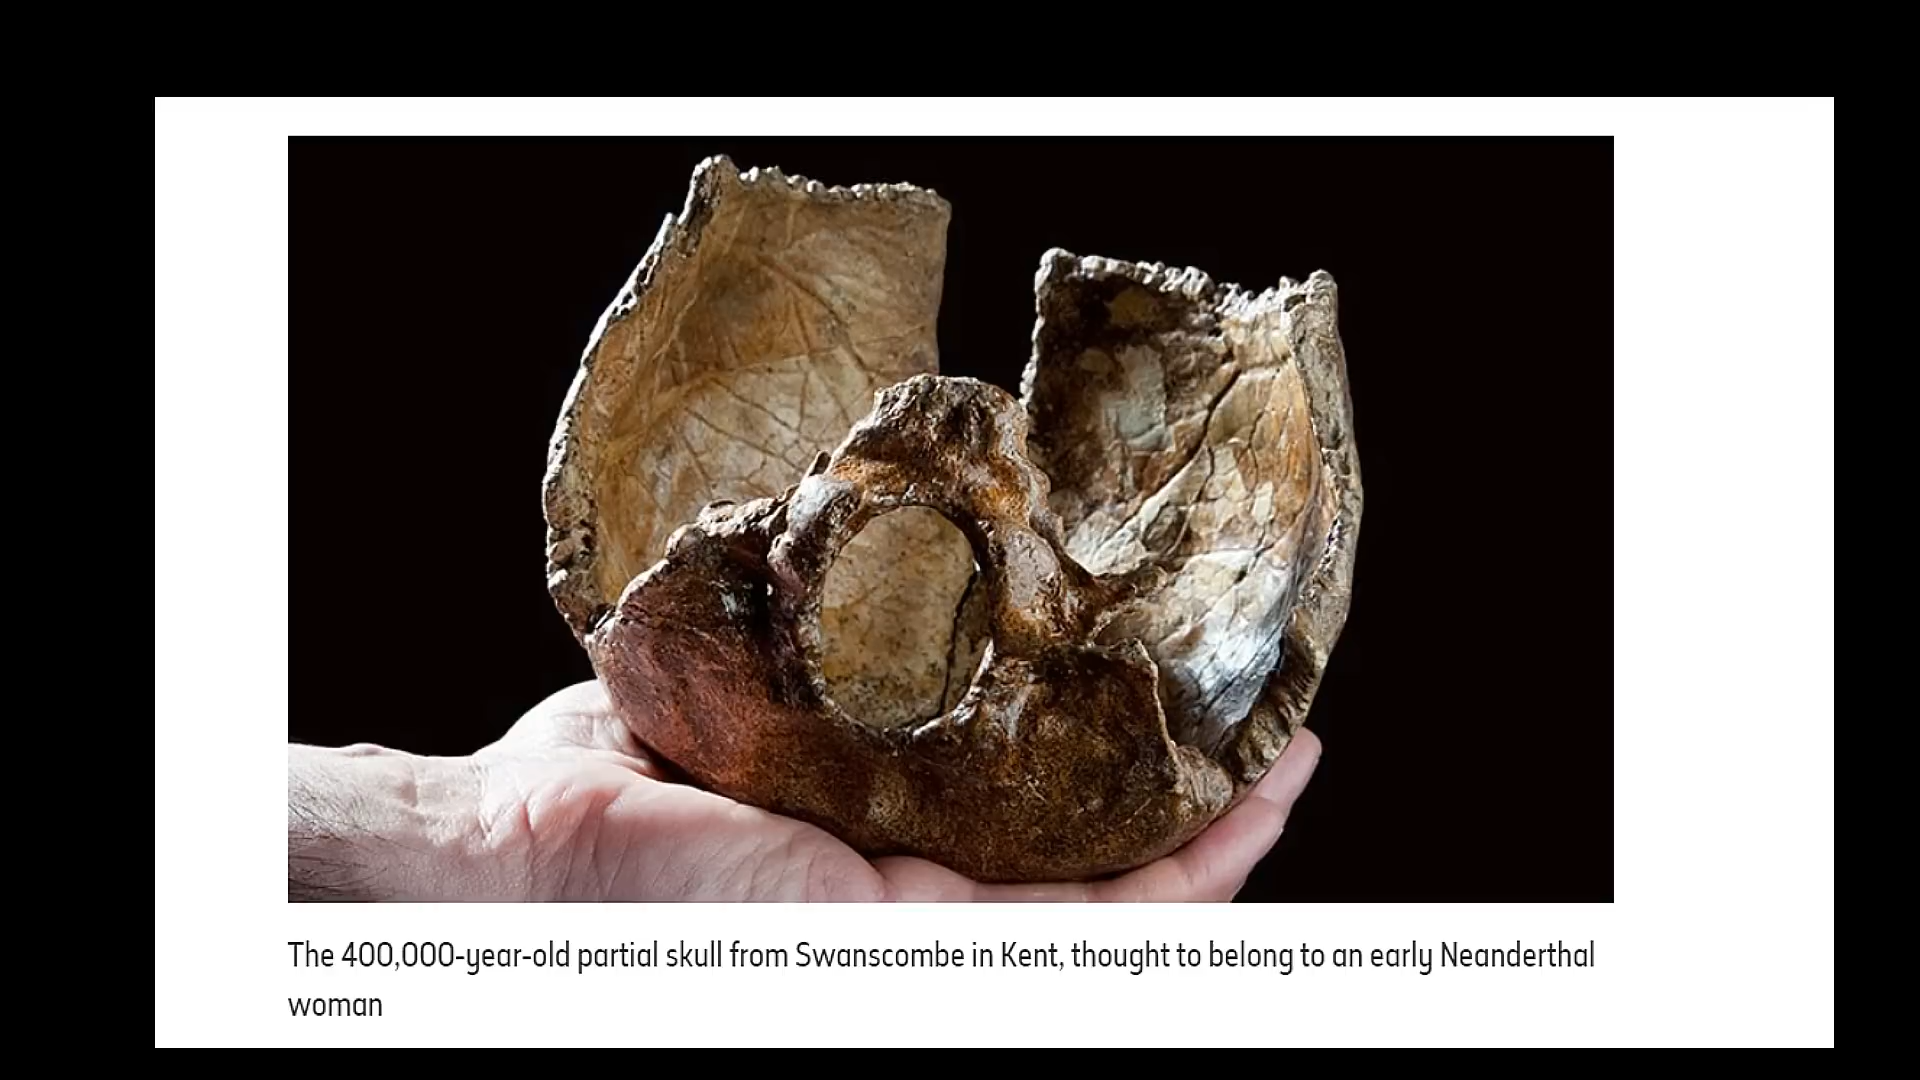 The 400,000-year-old partial skull from Swanscombe in Kent, thought to belong to an early Neanderthal
woman